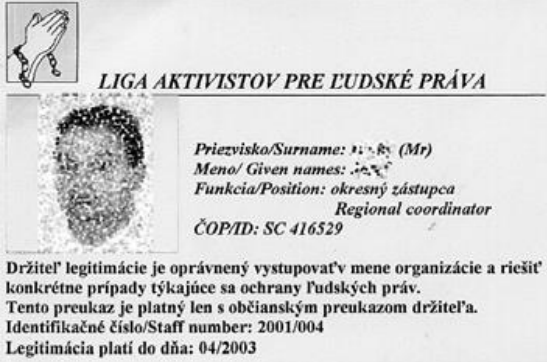 LIGA AKTIVISTOV PRE ĽUDSKÉ PRÁVA
Priezvisko/Surname: (Mr)
Meno/ Given names:
Funkcia/Position: okresný zástupca
Regional coordinator
ČOP/ID: SC 416529
Držiteľ legitimácie je oprávnený vystupovať v mene organizácie a riešiť
konkrétne prípady týkajúce sa ochrany ľudských práv.
Tento preukaz je platný len s občianským preukazom držiteľa.
Identifikačné číslo/Staff number: 2001/004
Legitimácia platí do dňa: 04/2003